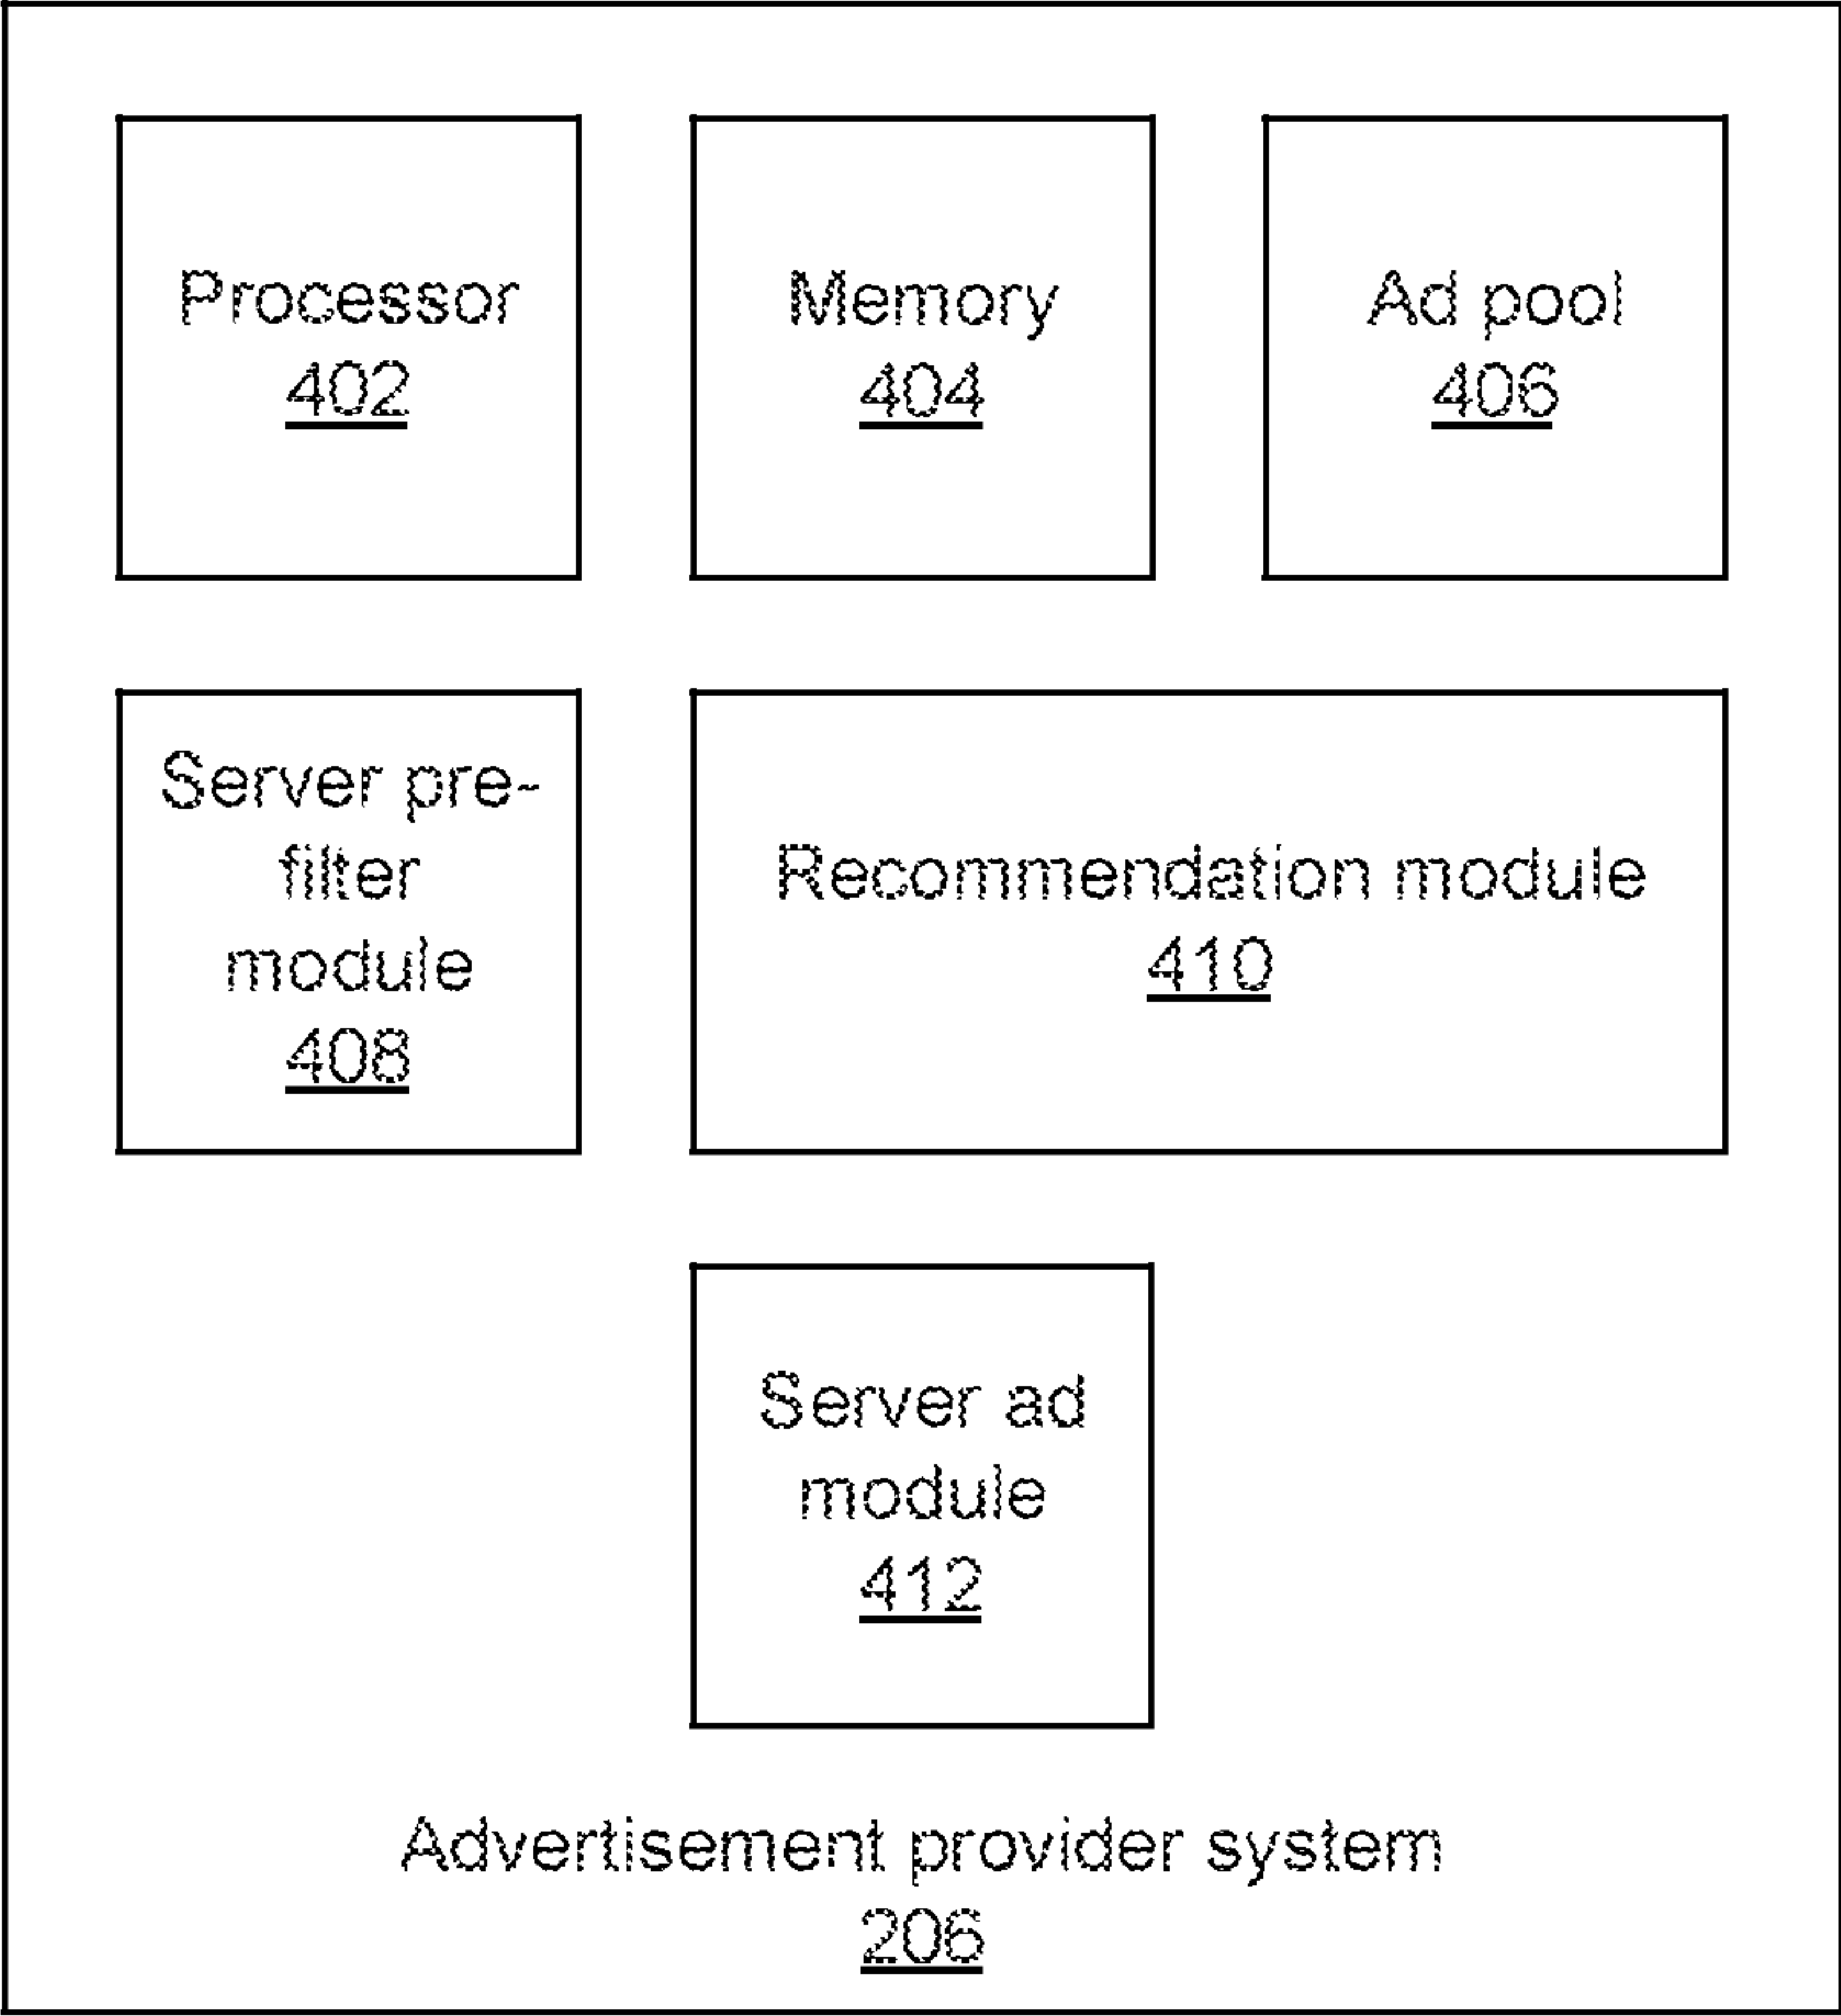 Processor
402
Memory
404
Ad pool
406
Server pre-
filter
module
408
Recommendation module
410
Server ad
module
412
Advertisement provider system
206